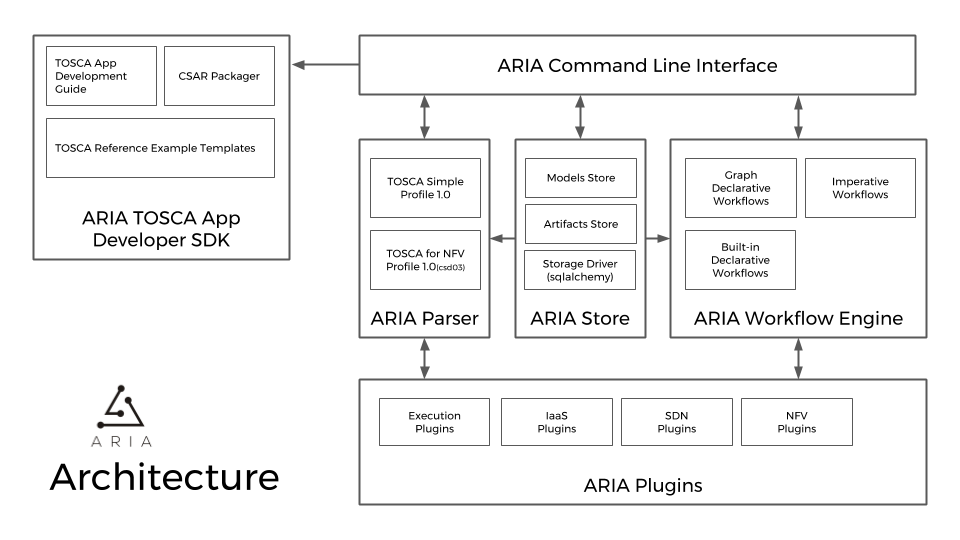 TOSCA App
Development
Guide
CSAR Packager
TOSCA Reference Example Templates
ARIA TOSCA App
Developer SDK
ARIA Command Line Interface
TOSCA Simple
Profile 1.0
TOSCA for NFV
Profile 1.0(csd03)
ARIA Parser
Models Store
Artifacts Store
Storage Driver
(sqlalchemy)
ARIA Store
Graph
Declarative
Workflows
Imperative
Workflows
Built-in
Declarative
Workflows
ARIA Workflow Engine
Execution
Plugins
IaaS
Plugins
SDN
Plugins
NFV
Plugins
ARIA Plugins
ARIA
Architecture